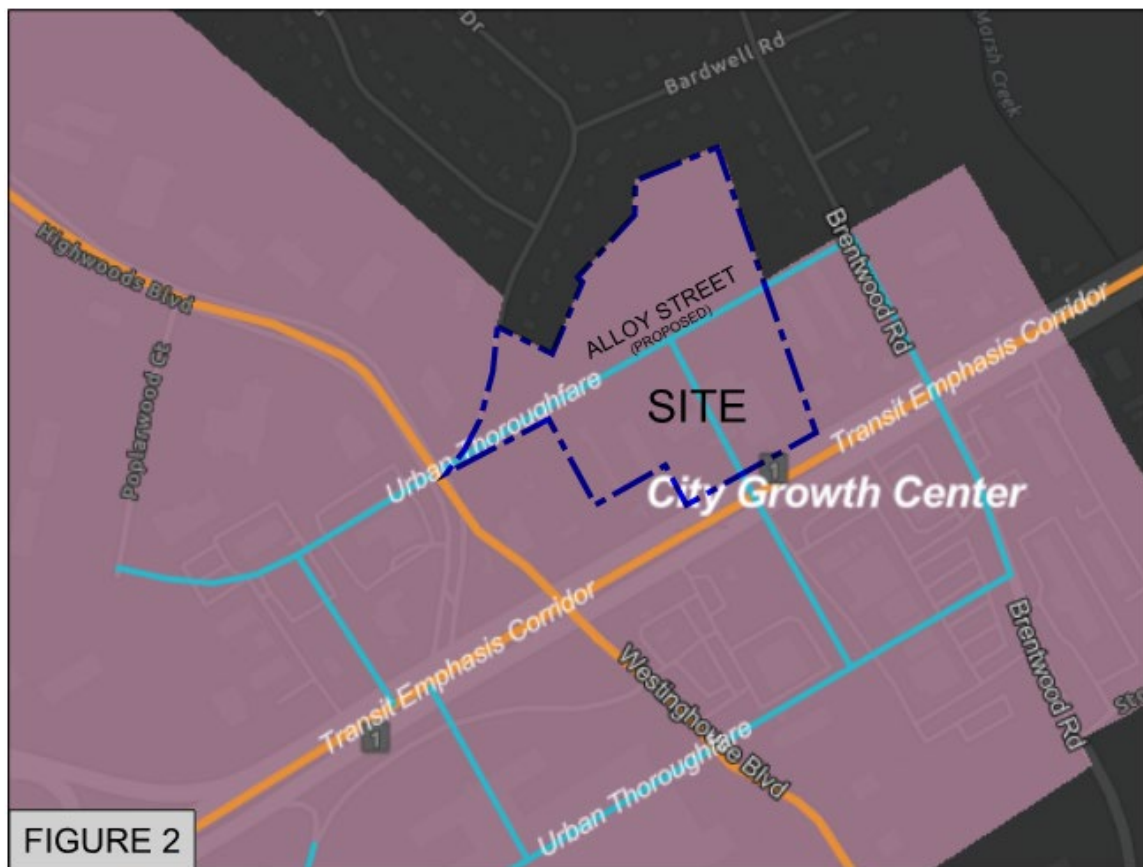 Dr
Bardwell Rd
Marsh Creek
Highwoods Blvd
Brentwood Rd
ALLOY STREET
(PROPOSED)
Transit Emphasis Corridor
Poplarwood Ct
SITE
Urban Thoroughfare
1
City Growth Center
Transit Emphasis Corridor
1
Westinghouse Blvd
Brentwood Rd
Urban Thoroughfare
FIGURE 2